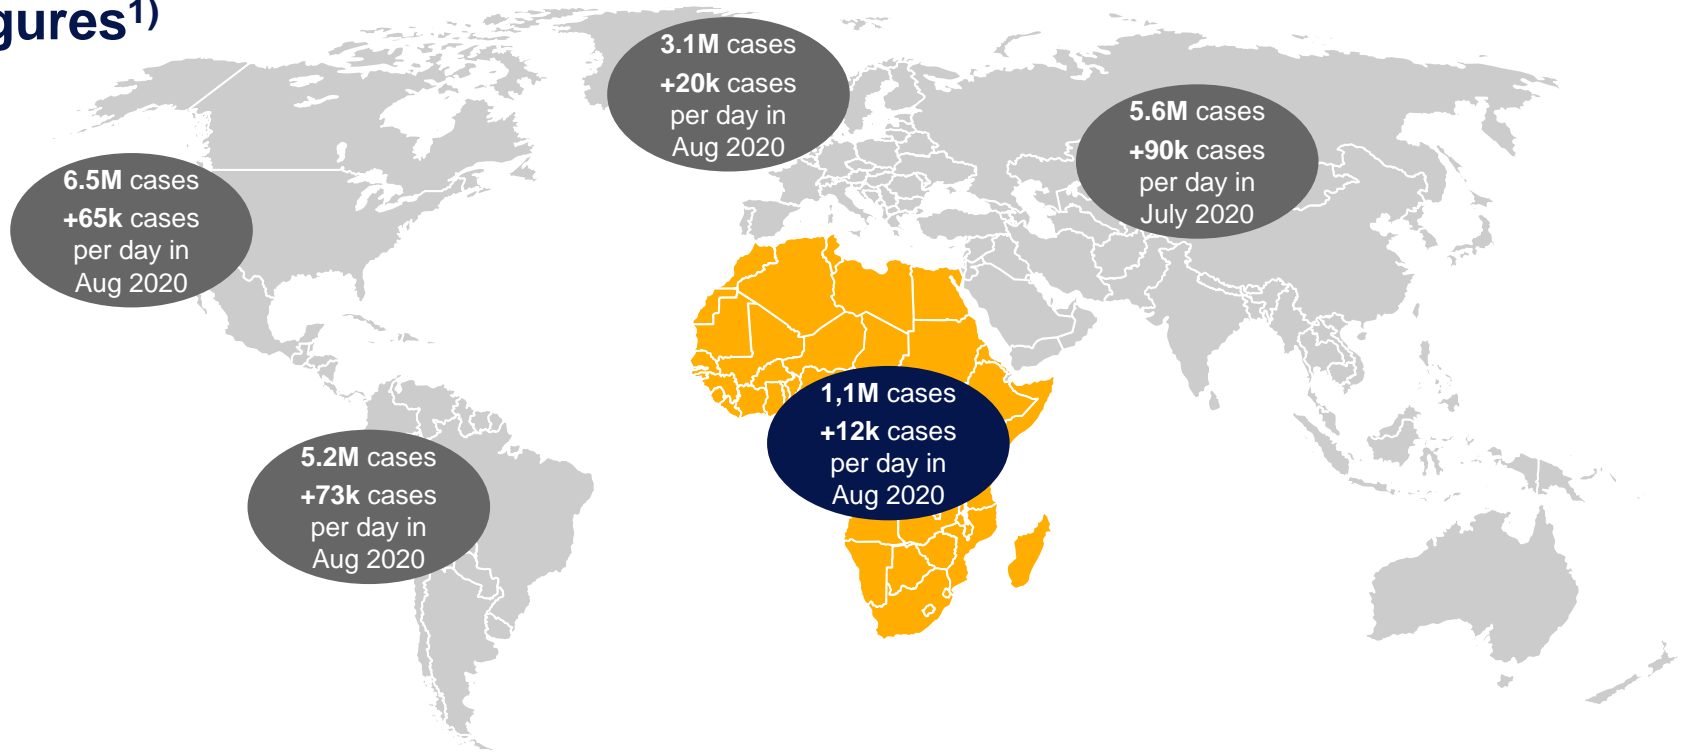 gures1)
3.1M cases
+20k cases
per day in
Aug 2020
5.6M cases
+90k cases
per day in
July 2020
6.5M cases
+65k cases
per day in
Aug 2020
1,1M cases
+12k cases
per day in
Aug 2020
5.2M cases
+73k cases
per day in
Aug 2020